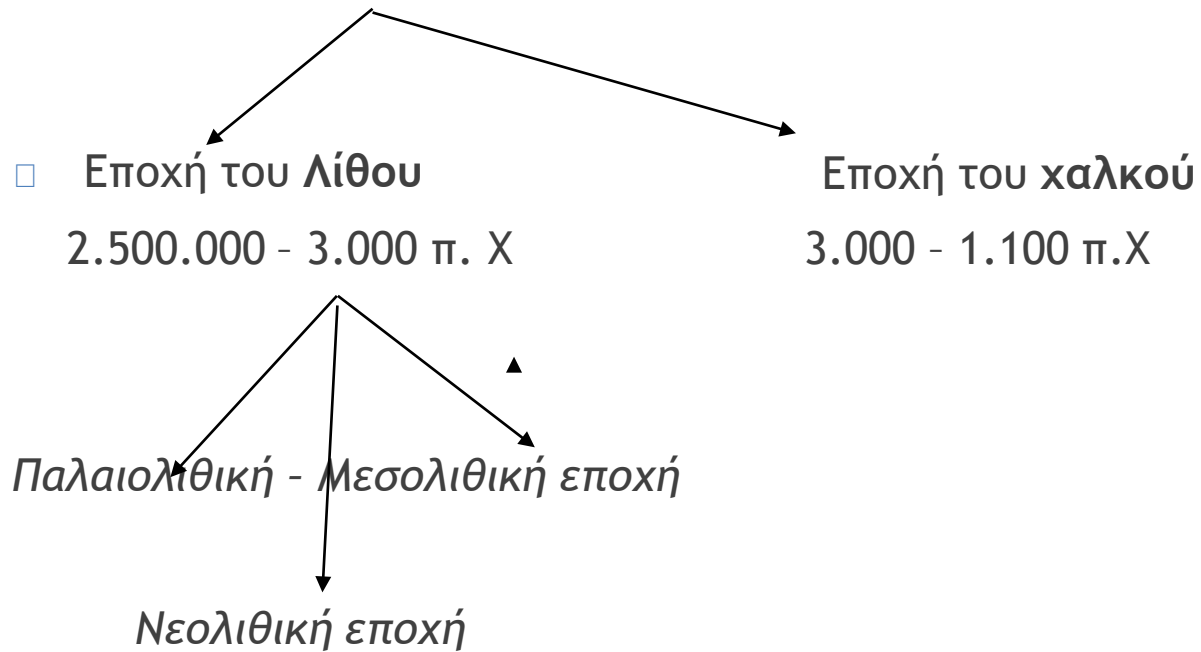 Εποχή του Λίθου Εποχή του χαλκού
2.500.000 – 3.000 π. Χ 3.000 – 1.100 π.Χ
Παλαιολιθική – Μεσολιθική εποχή
Νεολιθική εποχή